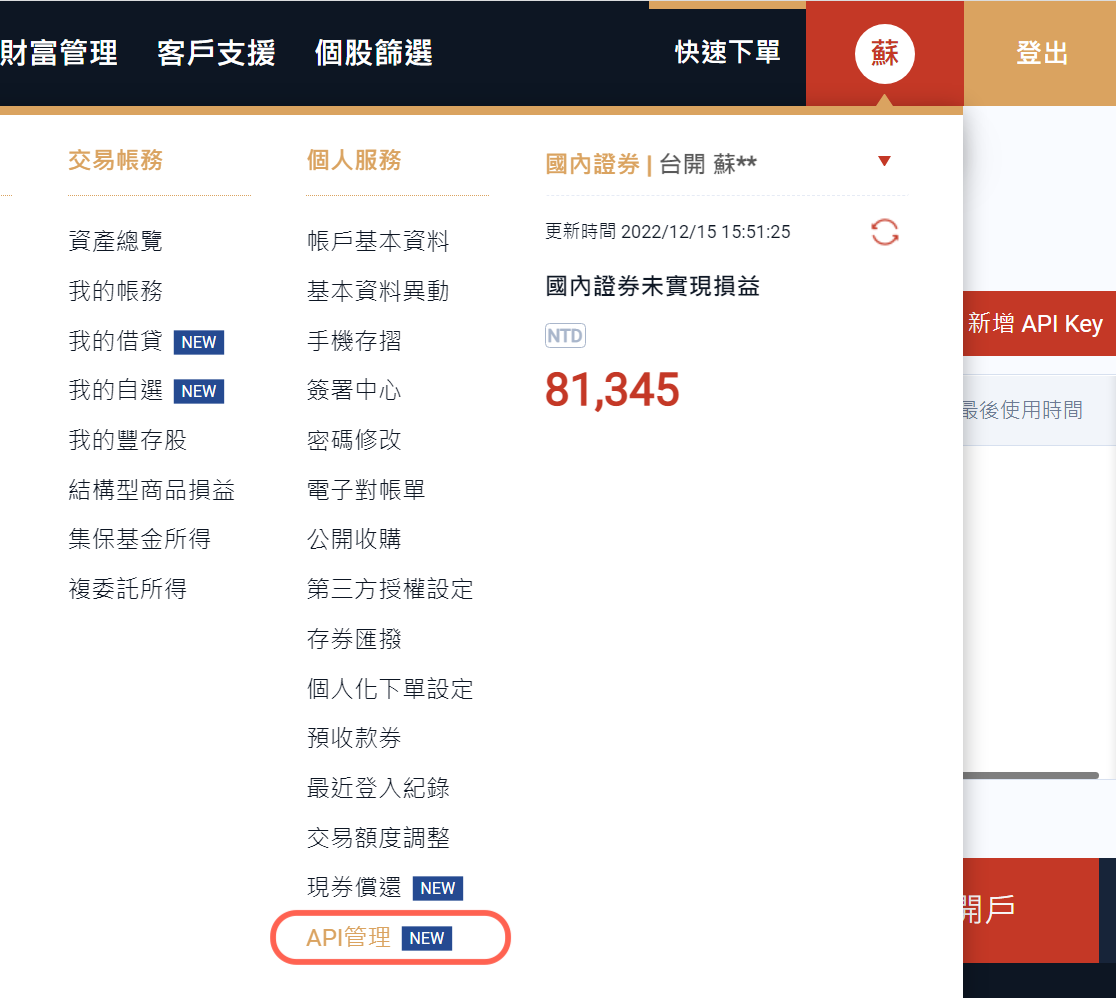 財富管理 客戶支援 個股篩選 快速下單 蘇 登出
交易帳務
資產總覽
我的帳務
我的借貸 NEW
我的自選 NEW
我的豐存股
結構型商品損益
集保基金所得
複委託所得
個人服務
帳戶基本資料
基本資料異動
手機存摺
簽署中心
密碼修改
電子對帳單
公開收購
第三方授權設定
存券匯撥
個人化下單設定
預收款券
最近登入紀錄
交易額度調整
現券償還 NEW
API管理 NEW
國內證券 | 台開 蘇**
更新時間 2022/12/15 15:51:25
國內證券未實現損益
NTD
81,345
新增 API Key
最後使用時間
開戶